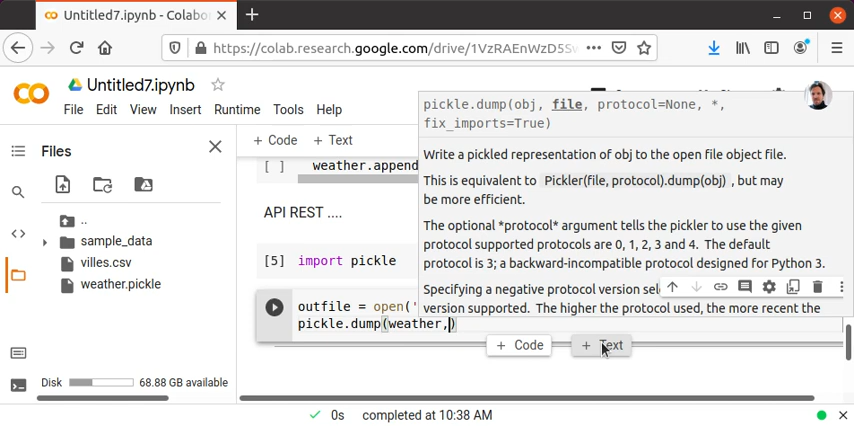 Untitled7.ipynb - Colabo
https://colab.research.google.com/drive/1VzRAEnWzD5Sw
Untitled7.ipynb
File Edit View Insert Runtime Tools Help
Files
..
sample_data
villes.csv
weather.pickle
Disk 68.88 GB available
+ Code + Text
[ ] weather.append
API REST ....
[5] import pickle
outfile = open('
pickle.dump(weather,)
pickle.dump(obj, file, protocol=None, *,
fix_imports=True)
Write a pickled representation of obj to the open file object file.
This is equivalent to Pickler(file, protocol).dump(obj) , but may
be more efficient.
The optional *protocol* argument tells the pickler to use the given
protocol supported protocols are 0, 1, 2, 3 and 4. The default
protocol is 3; a backward-incompatible protocol designed for Python 3.
Specifying a negative protocol version
version supported. The higher the protocol used, the more recent the
+ Code + Text
0s completed at 10:38 AM